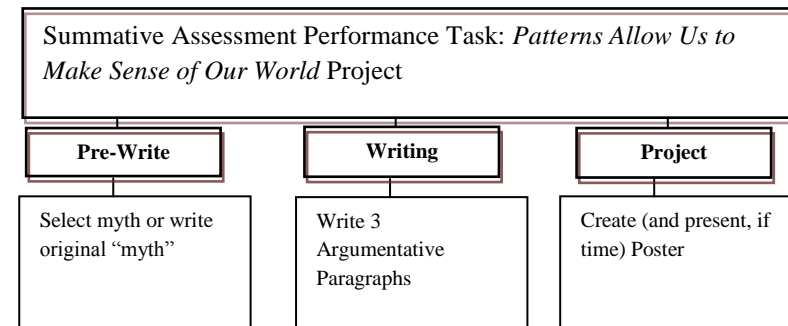 Summative Assessment Performance Task: Patterns Allow Us to
Make Sense of Our World Project
Pre-Write
Writing
Project
Select myth or write
original “myth”
Write 3
Argumentative
Paragraphs
Create (and present, if
time) Poster